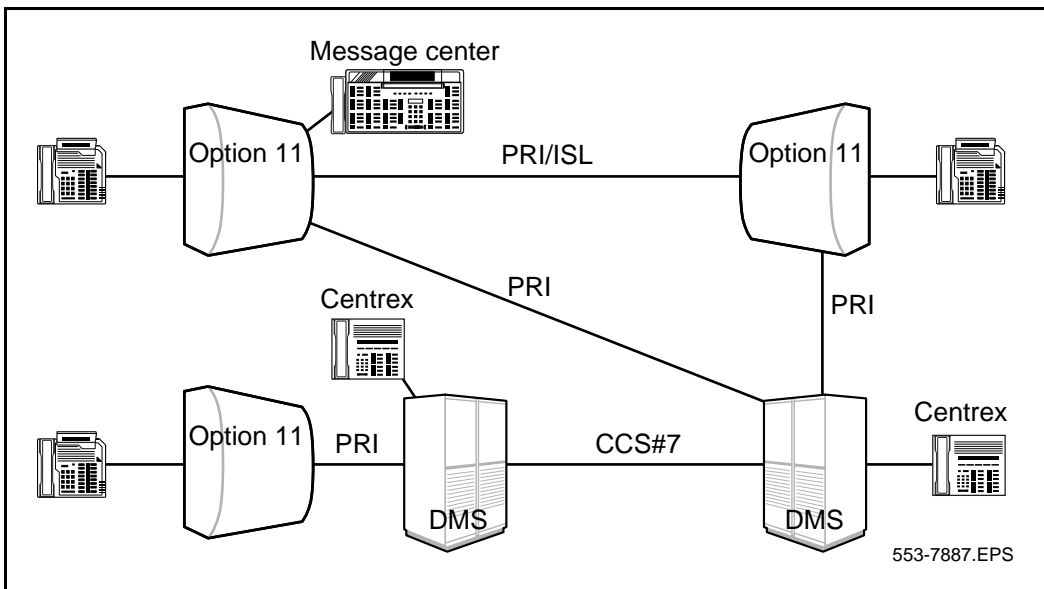 Message center
Option 11
PRI/ISL
Option 11
PRI
PRI
Centrex
Centrex
Option 11
PRI
CCS#7
DMS
DMS
553-7887.EPS